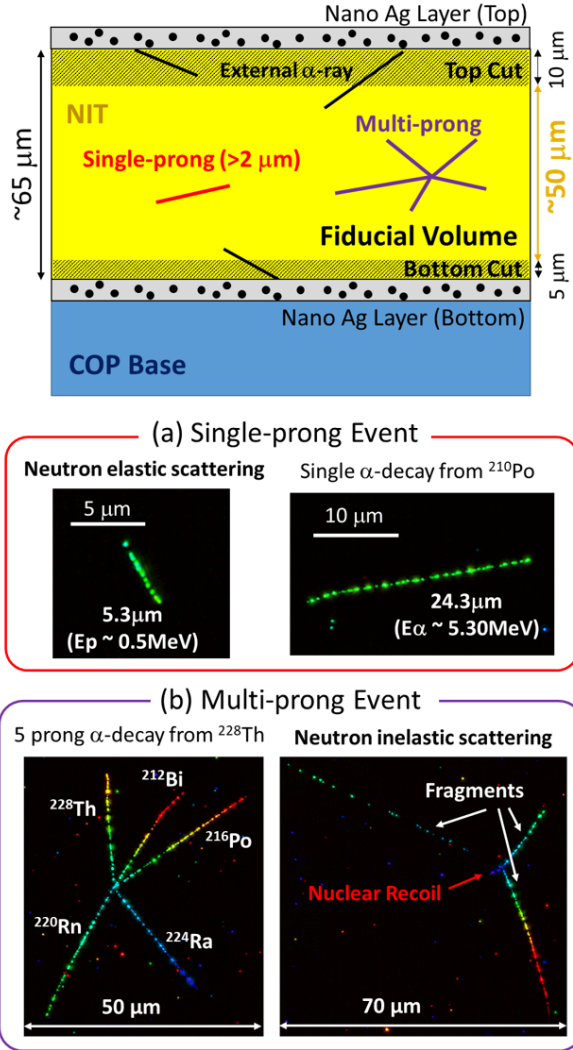 Nano Ag Layer (Top)
External α-ray
Top Cut
10 μm
NIT
Multi-prong
Single-prong (>2 μm)
~65 μm
~50 μm
Fiducial Volume
Bottom Cut
5 μm
Nano Ag Layer (Bottom)
COP Base
(a) Single-prong Event
Neutron elastic scattering
Single α-decay from ²¹⁰Po
5 μm
10 μm
5.3μm
(Ep ~ 0.5MeV)
24.3μm
(Eα ~ 5.30MeV)
(b) Multi-prong Event
5 prong α-decay from ²²⁸Th
Neutron inelastic scattering
²¹²Bi
²²⁸Th
²¹⁶Po
Fragments
Nuclear Recoil
²²⁰Rn
²²⁴Ra
50 μm
70 μm